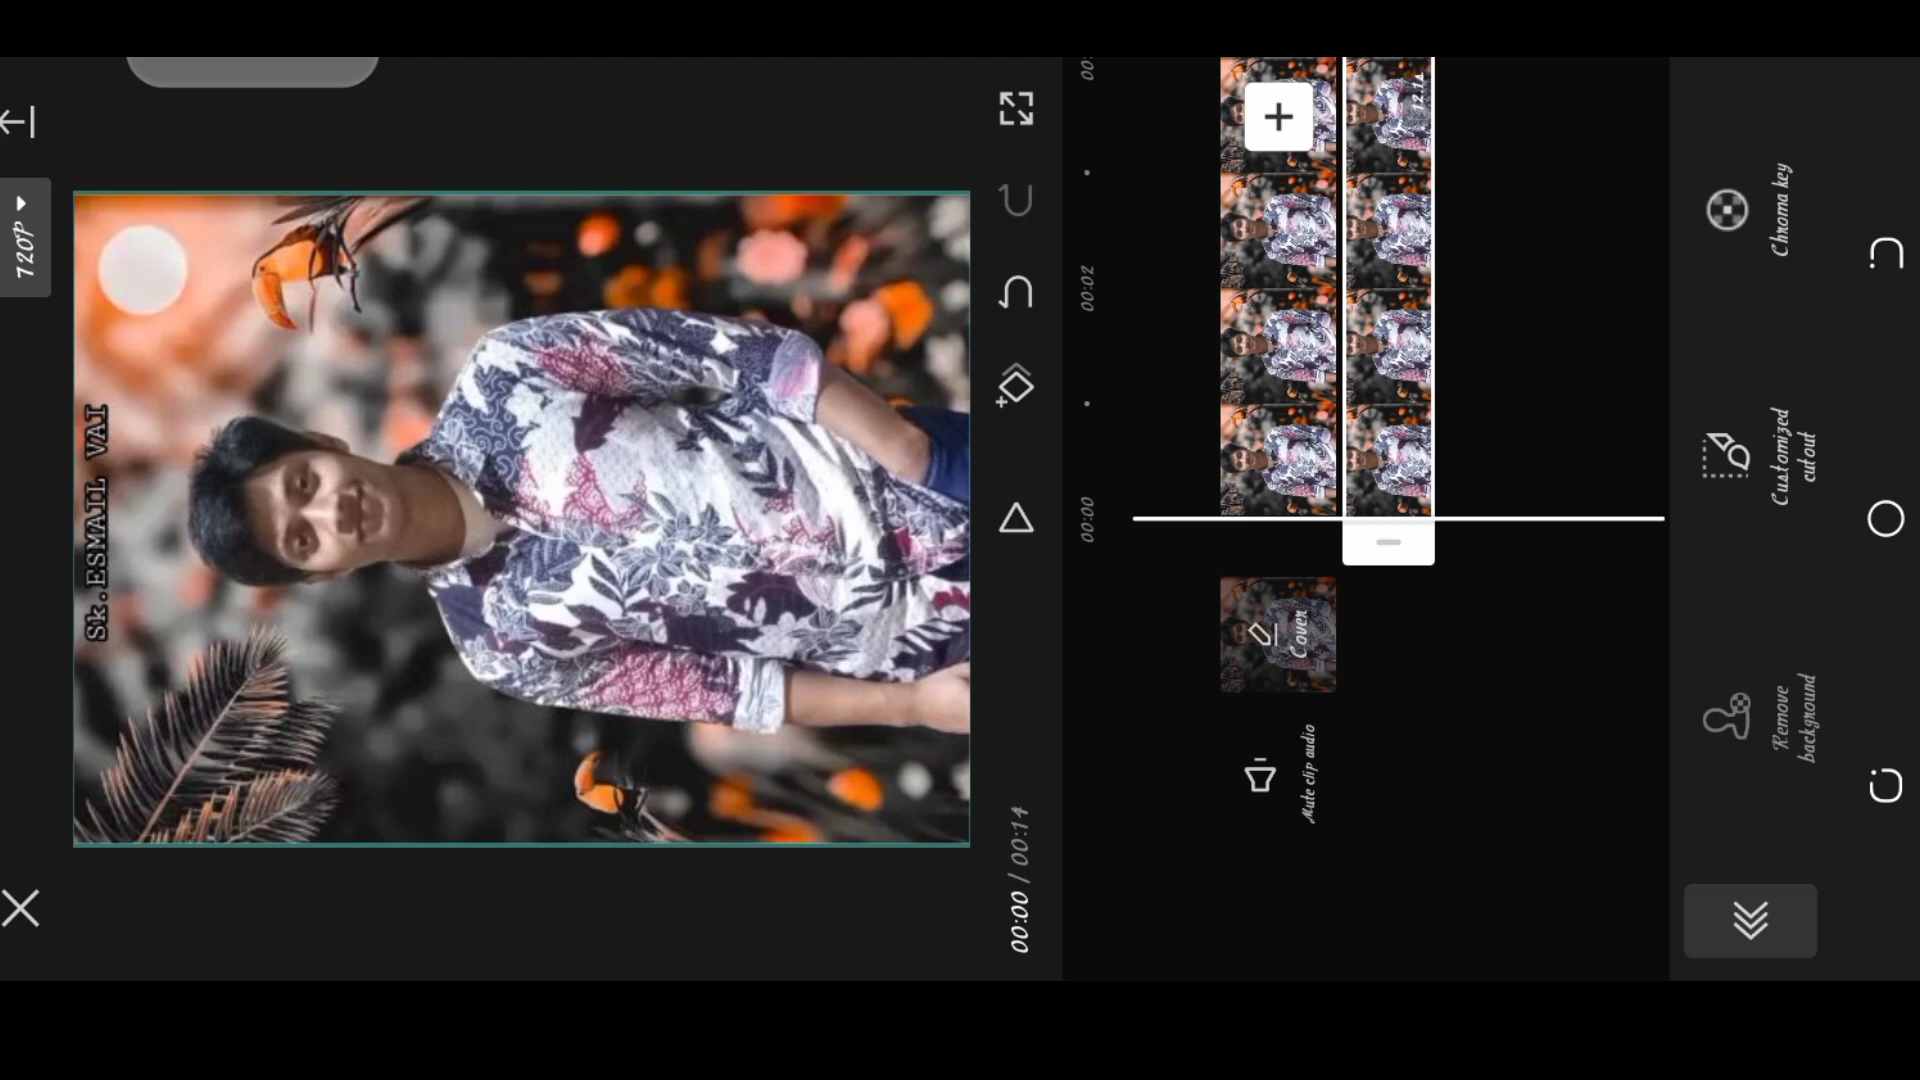 720P
Sk.ESMAIL VAI
00:00 / 00:14
00:00
00:02
00:
Cover
Mute clip audio
Remove
background
Customized
cutout
Chroma key